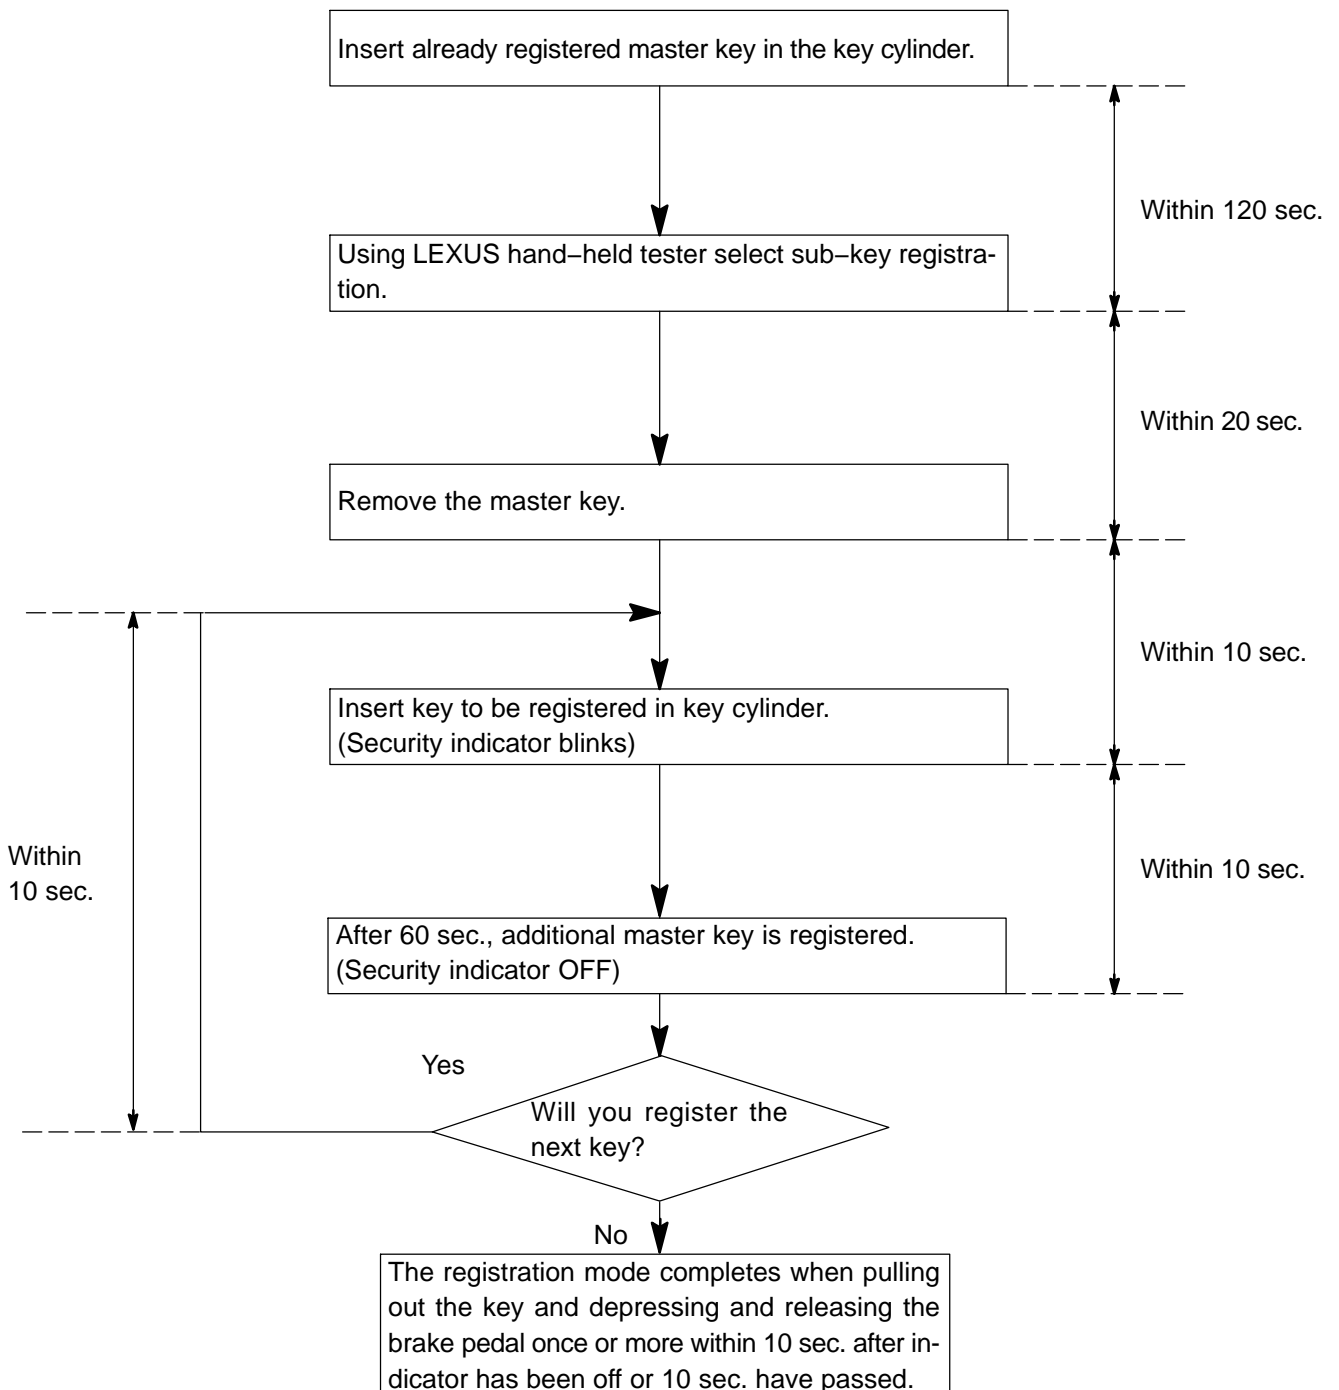 Insert already registered master key in the key cylinder.
Within 120 sec.
Using LEXUS hand–held tester select sub–key registra–
tion.
Within 20 sec.
Remove the master key.
Within 10 sec.
Insert key to be registered in key cylinder.
(Security indicator blinks)
Within
10 sec.
Within 10 sec.
After 60 sec., additional master key is registered.
(Security indicator OFF)
Yes
Will you register the
next key?
No
The registration mode completes when pulling
out the key and depressing and releasing the
brake pedal once or more within 10 sec. after in–
dicator has been off or 10 sec. have passed.